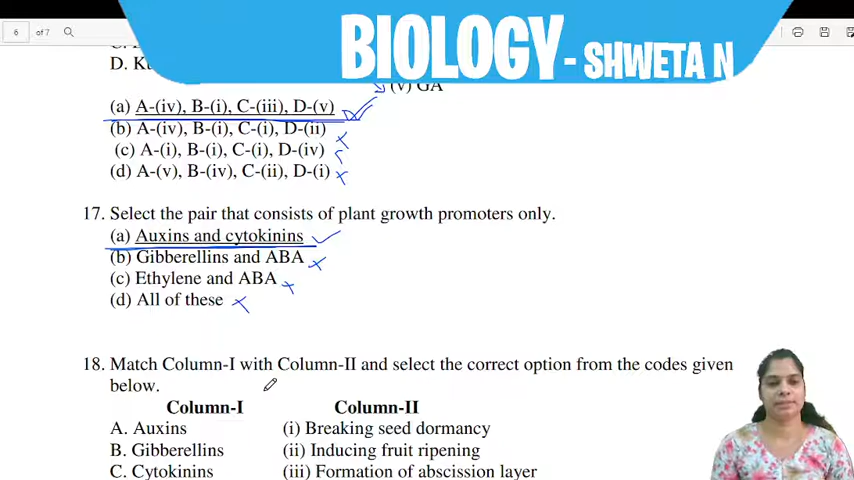 6 of 7
BIOLOGY - SHWETA N
D.
(v) GA
(a) A-(iv), B-(i), C-(iii), D-(v)
(b) A-(iv), B-(i), C-(i), D-(ii)
(c) A-(i), B-(i), C-(i), D-(iv)
(d) A-(v), B-(iv), C-(ii), D-(i)
17. Select the pair that consists of plant growth promoters only.
(a) Auxins and cytokinins
(b) Gibberellins and ABA
(c) Ethylene and ABA
(d) All of these
18. Match Column-I with Column-II and select the correct option from the codes given
below.
Column-I Column-II
A. Auxins (i) Breaking seed dormancy
B. Gibberellins (ii) Inducing fruit ripening
C. Cytokinins (iii) Formation of abscission layer